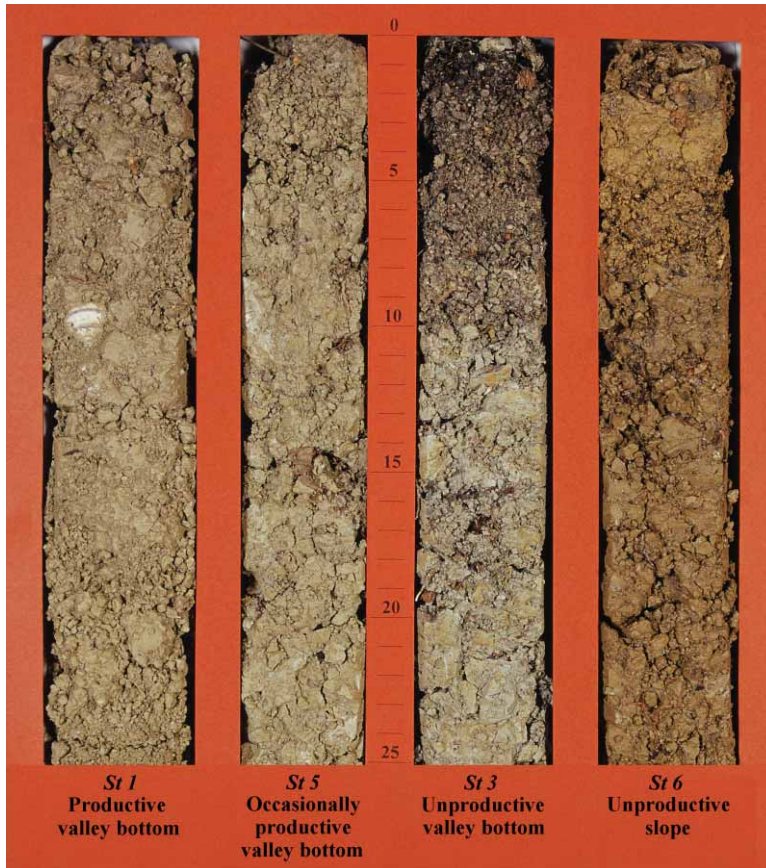 0
5
10
15
20
25
St 1
Productive
valley bottom
St 5
Occasionally
productive
valley bottom
St 3
Unproductive
valley bottom
St 6
Unproductive
slope